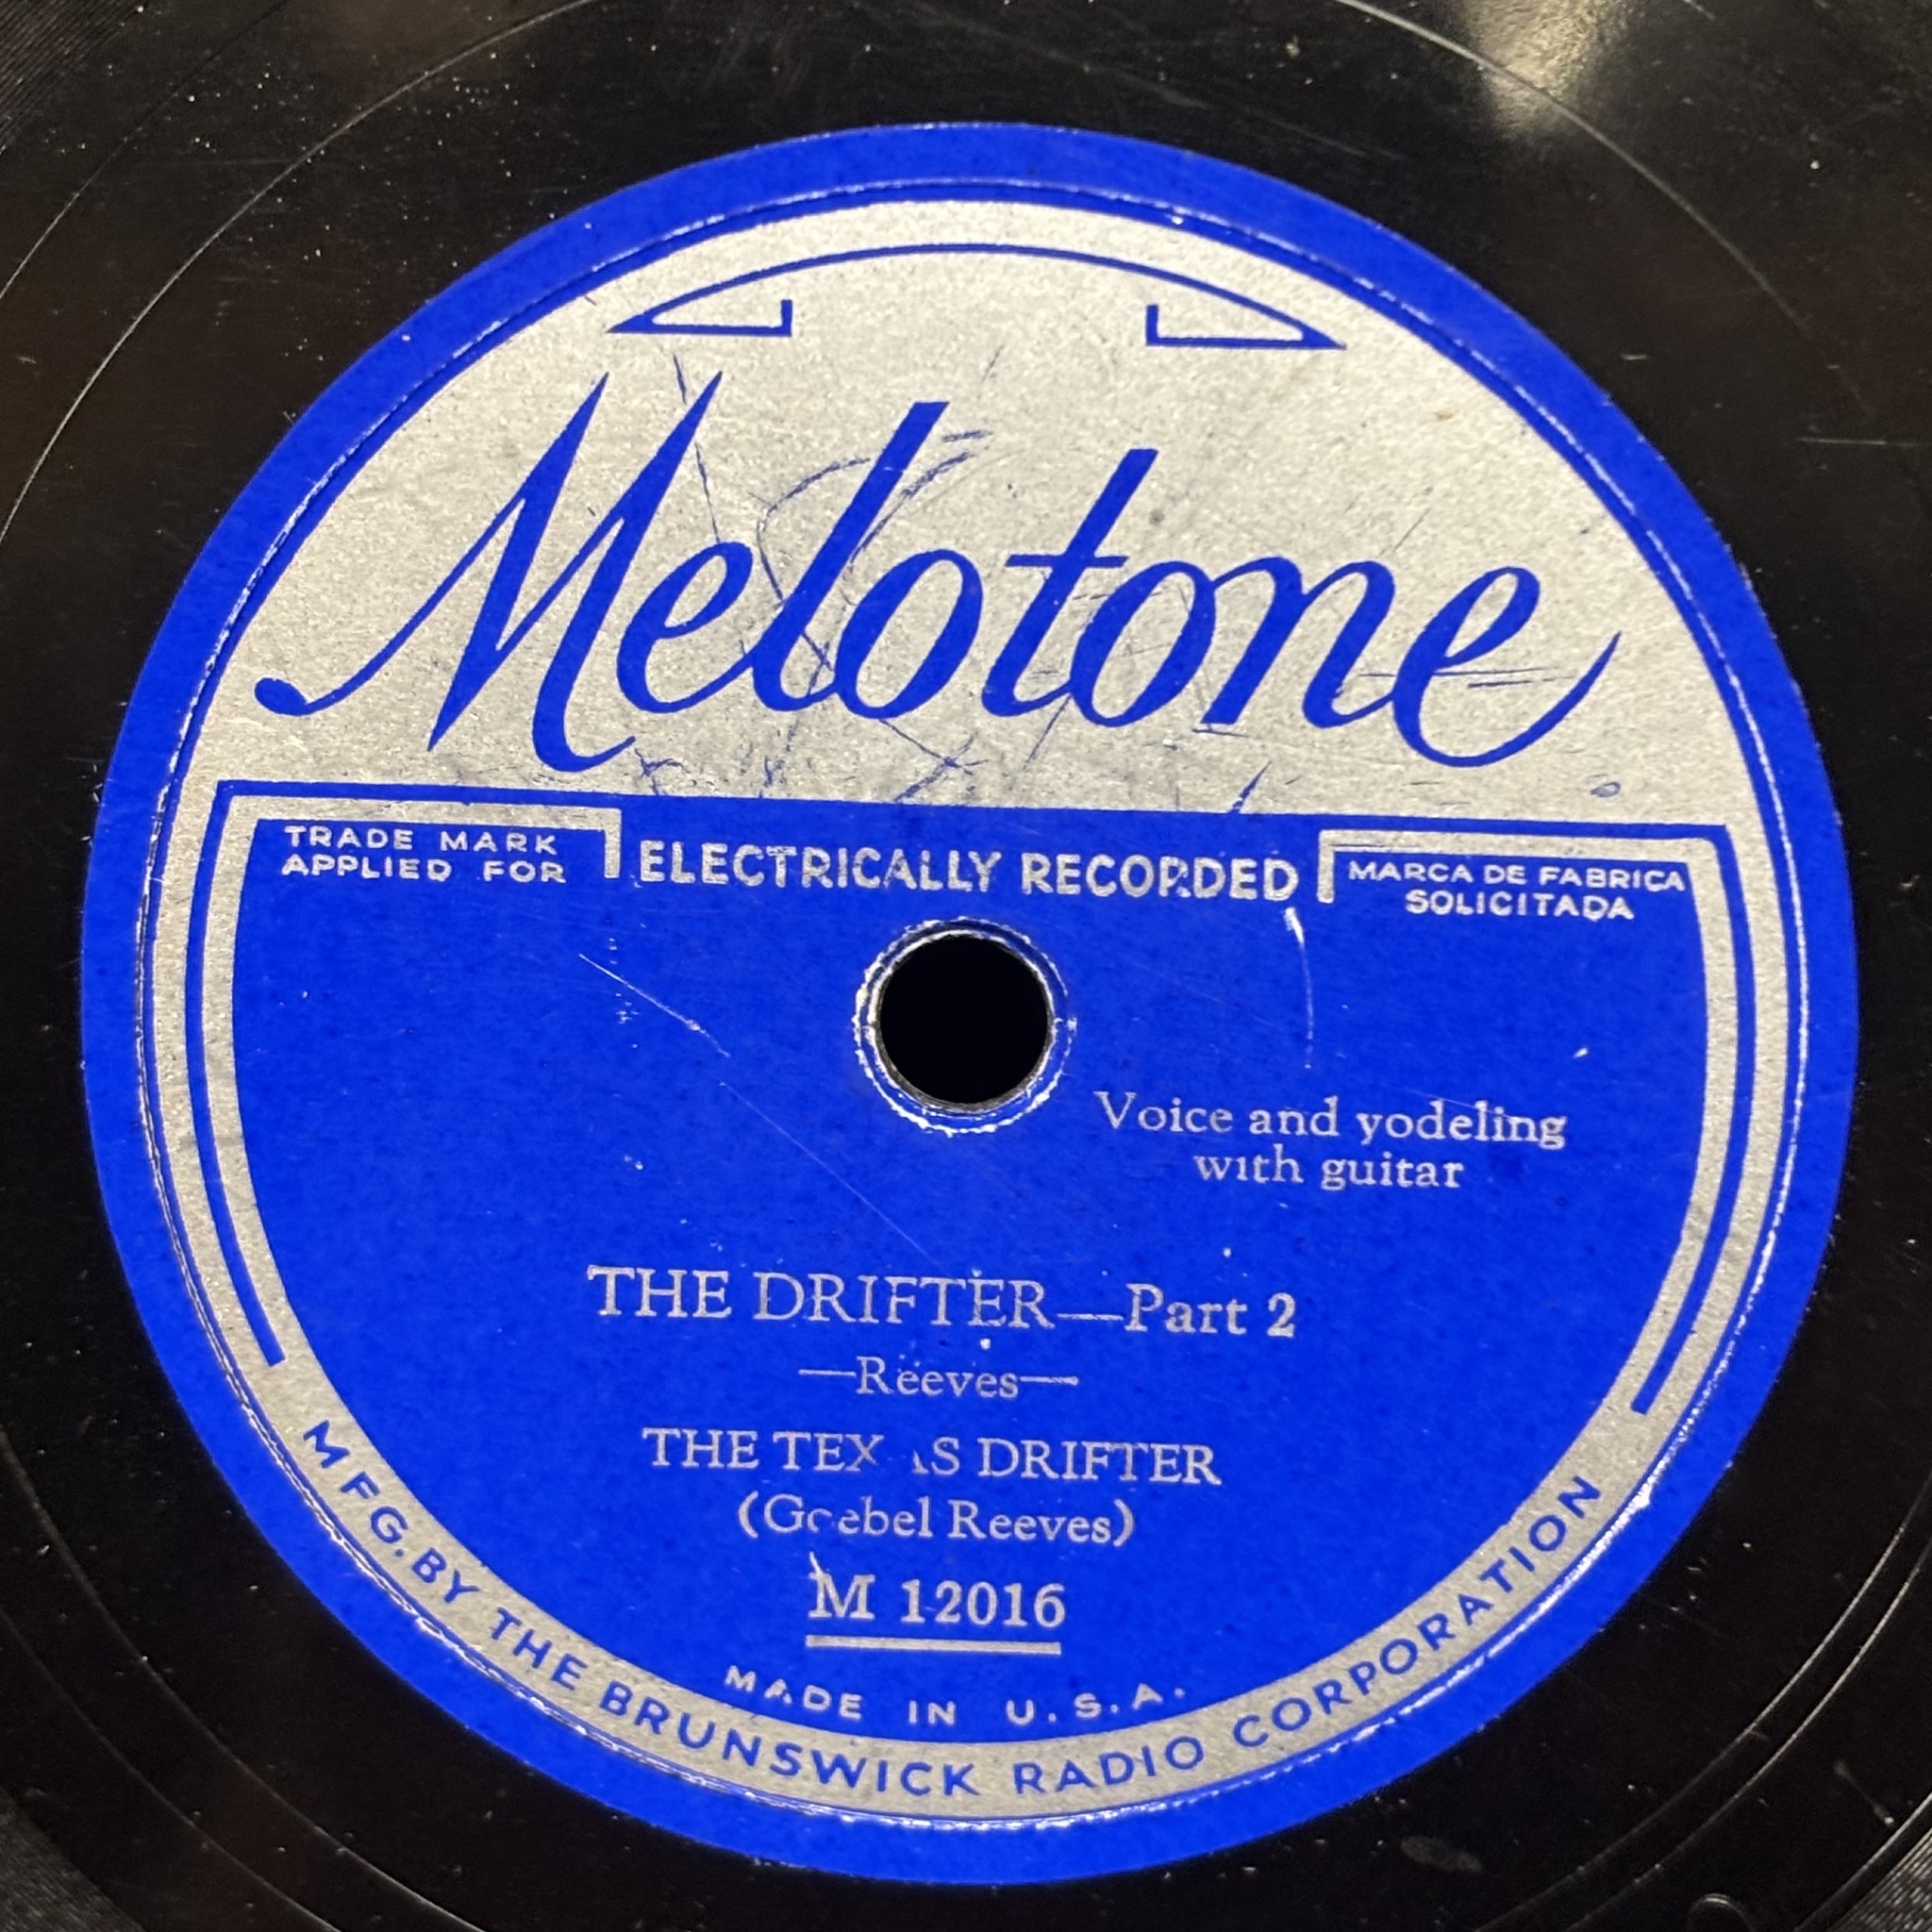 Melotone
TRADE MARK
APPLIED FOR
ELECTRICALLY RECORDED
MARCA DE FABRICA
SOLICITADA
Voice and yodeling
with guitar
THE DRIFTER—Part 2
—Reeves—
THE TEXAS DRIFTER
(Goebel Reeves)
M 12016
MADE IN U.S.A.
MFG. BY THE BRUNSWICK RADIO CORPORATION